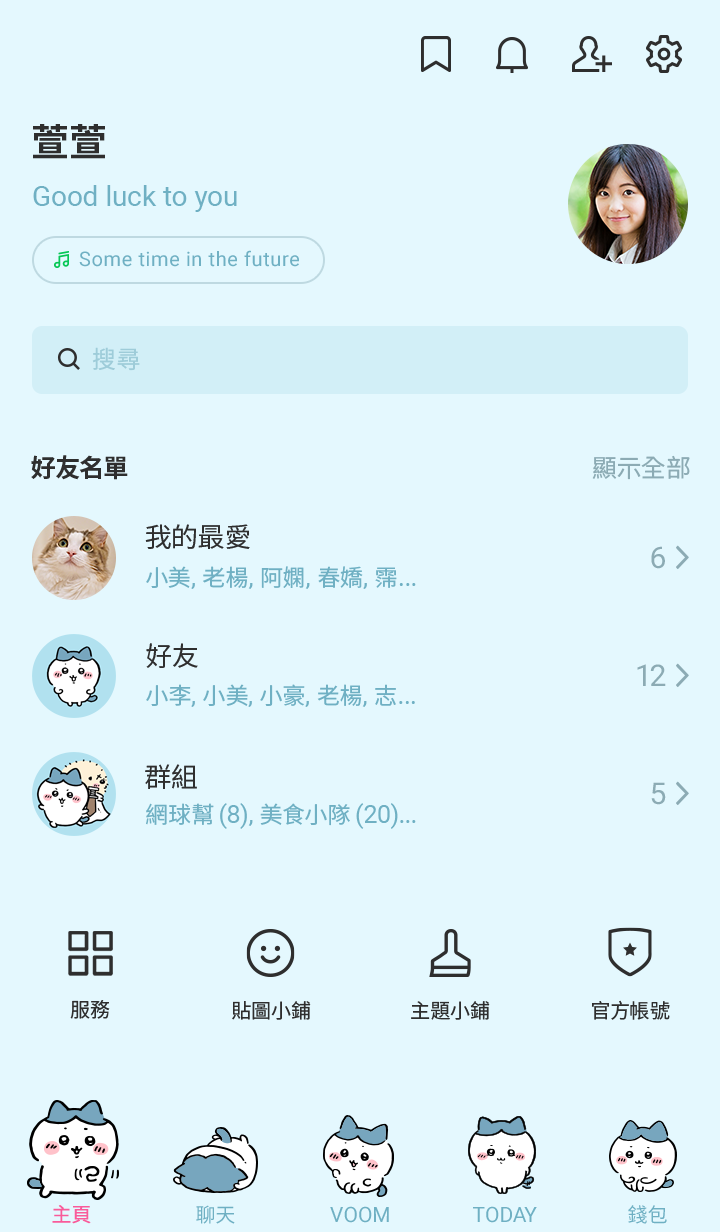 萱萱
Good luck to you
Some time in the future
搜尋
好友名單
顯示全部
我的最愛
6
小美, 老楊, 阿嫻, 春嬌, 霈...
好友
12
小李, 小美, 小豪, 老楊, 志...
群組
5
網球幫 (8), 美食小隊 (20)...
服務
貼圖小鋪
主題小鋪
官方帳號
主頁
聊天
VOOM
TODAY
錢包